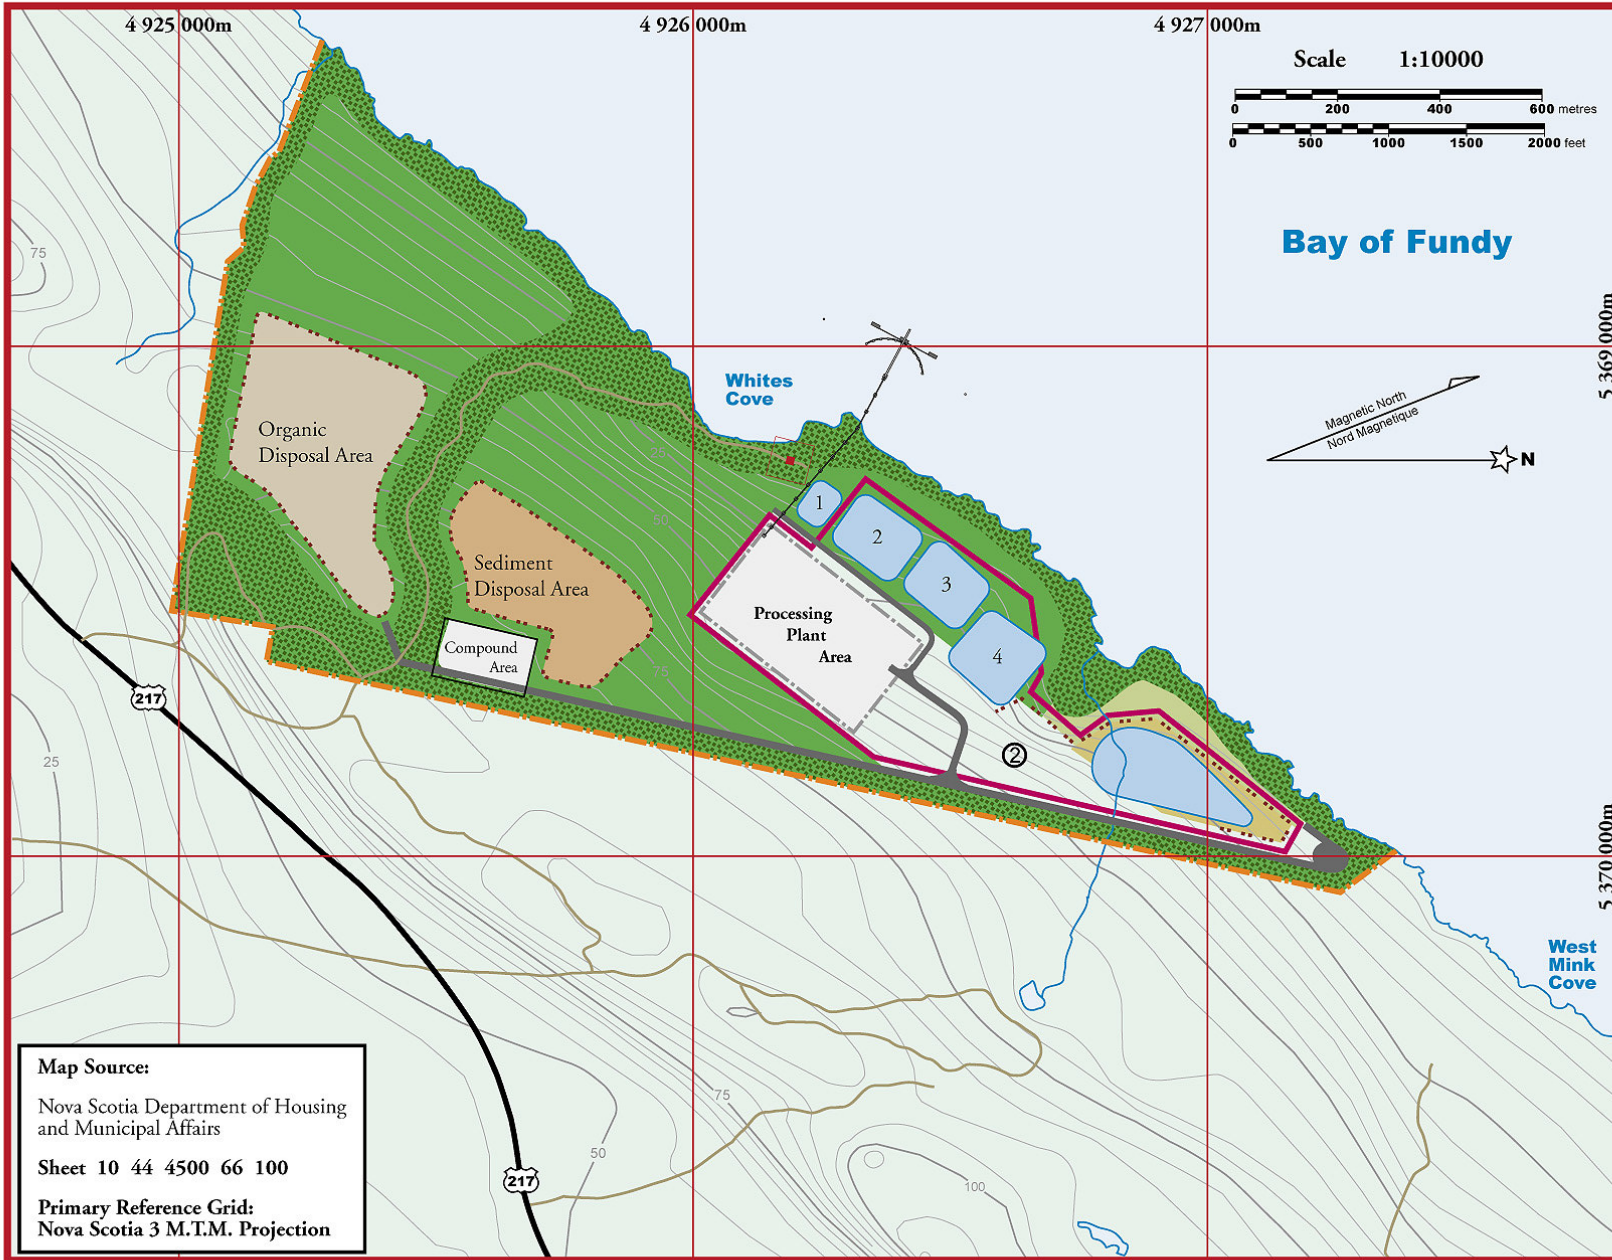 4 925 000m
4 926 000m
4 927 000m
Scale 1:10000
0 200 400 600 metres
0 500 1000 1500 2000 feet
Bay of Fundy
75
5 369 000m
Whites
Cove
Magnetic North
Nord Magnetique
N
Organic
Disposal Area
25
50
1
2
3
4
Sediment
Disposal Area
Processing
Plant
Area
Compound
Area
75
217
2
25
5 370 000m
West
Mink
Cove
Map Source:
Nova Scotia Department of Housing
and Municipal Affairs
Sheet 10 44 4500 66 100
Primary Reference Grid:
Nova Scotia 3 M.T.M. Projection
75
50
100
217